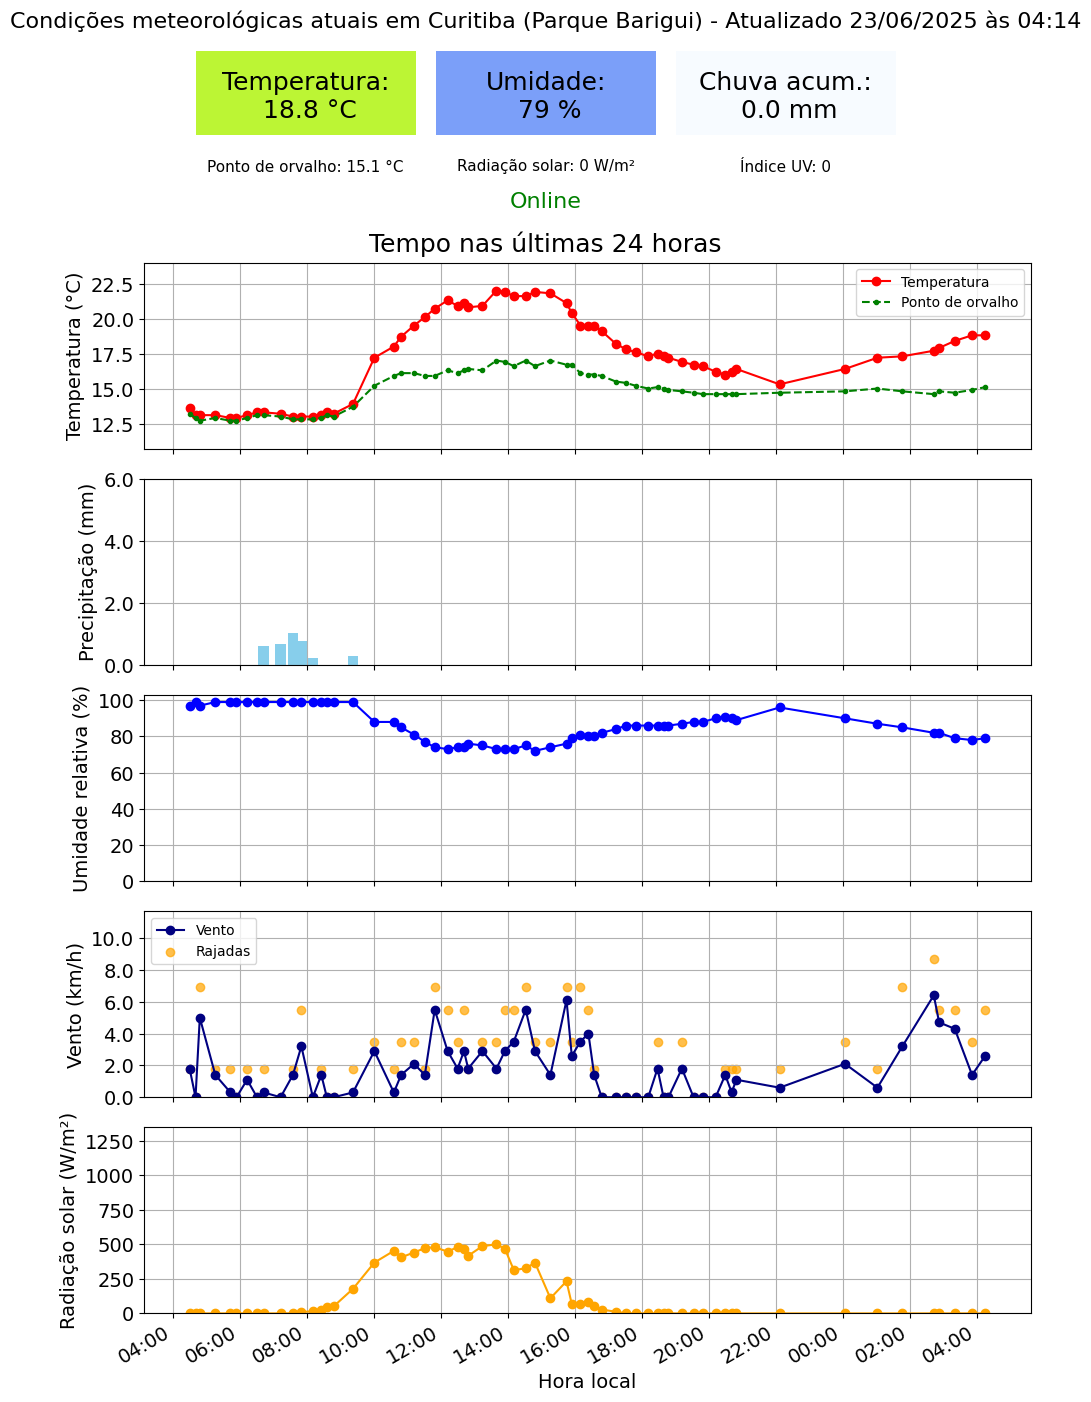 Condições meteorológicas atuais em Curitiba (Parque Barigui) - Atualizado 23/06/2025 às 04:14
Temperatura:
18.8 °C
Umidade:
79 %
Chuva acum.:
0.0 mm
Ponto de orvalho: 15.1 °C
Radiação solar: 0 W/m²
Índice UV: 0
Online
Tempo nas últimas 24 horas
Temperatura (°C)
22.5
20.0
17.5
15.0
12.5
Temperatura
Ponto de orvalho
Precipitação (mm)
6.0
4.0
2.0
0.0
Umidade relativa (%)
100
80
60
40
20
0
Vento (km/h)
10.0
8.0
6.0
4.0
2.0
0.0
Vento
Rajadas
Radiação solar (W/m²)
1250
1000
750
500
250
0
04:00
06:00
08:00
10:00
12:00
14:00
16:00
18:00
20:00
22:00
00:00
02:00
04:00
Hora local